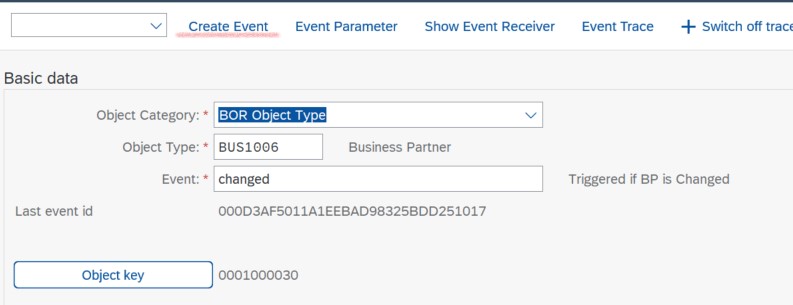 Create Event Event Parameter Show Event Receiver Event Trace + Switch off trace
Basic data
Object Category: * BOR Object Type
Object Type: * BUS1006 Business Partner
Event: * changed Triggered if BP is Changed
Last event id 000D3AF5011A1EEBAD98325BDD251017
Object key 0001000030